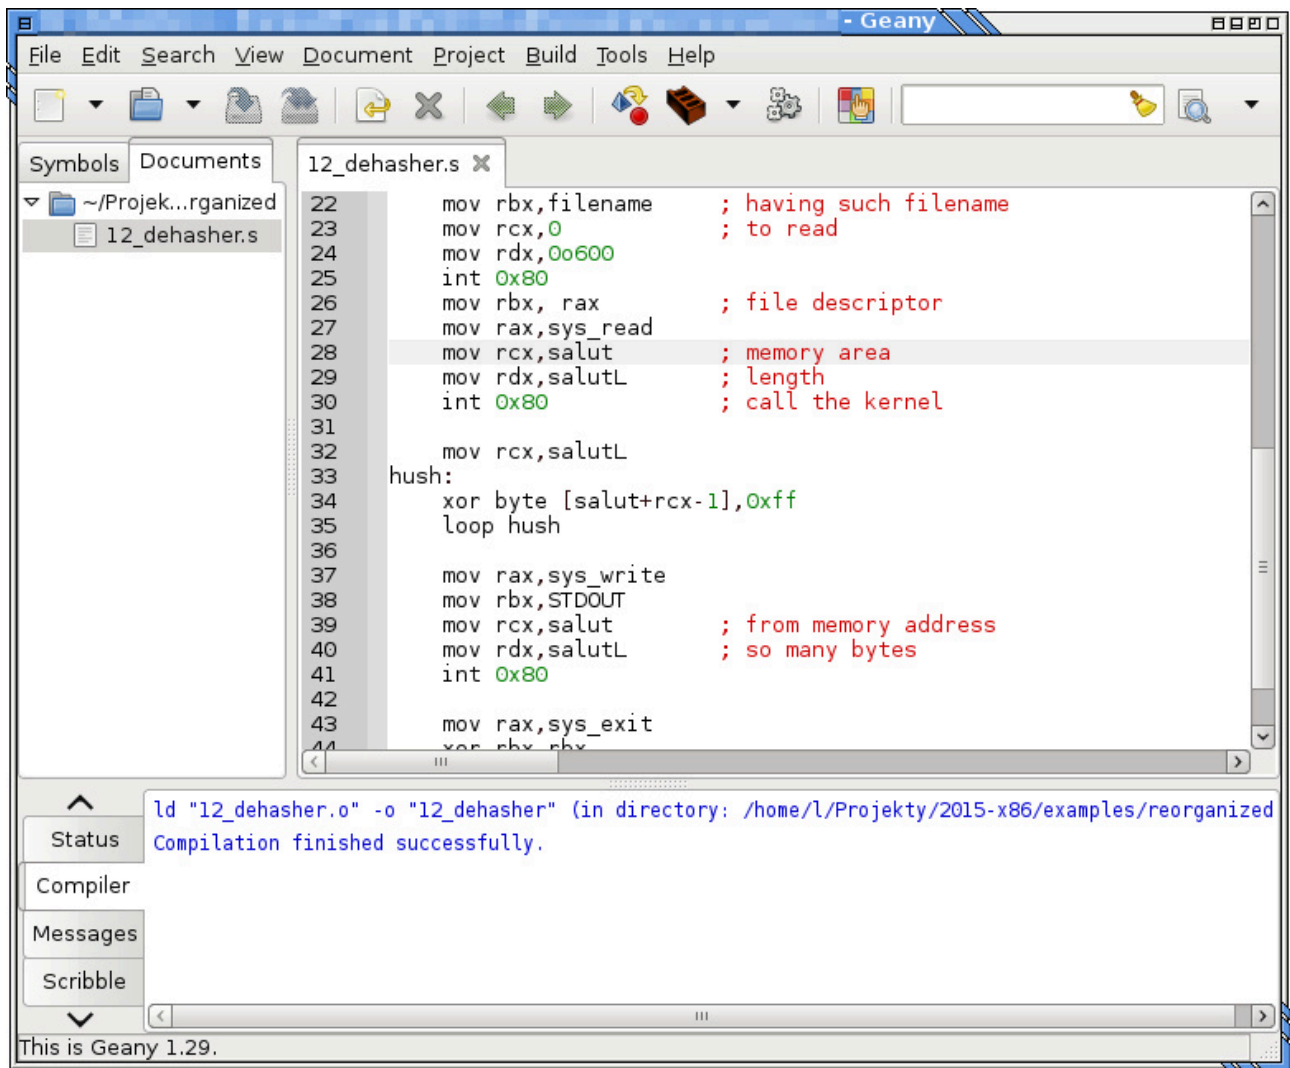 - Geany
File Edit Search View Document Project Build Tools Help
Symbols Documents
12_dehasher.s
~/Projek...rganized
12_dehasher.s
22 mov rbx,filename ; having such filename
23 mov rcx,0 ; to read
24 mov rdx,0o600
25 int 0x80
26 mov rbx, rax ; file descriptor
27 mov rax,sys_read
28 mov rcx,salut ; memory area
29 mov rdx,salutL ; length
30 int 0x80 ; call the kernel
31
32 mov rcx,salutL
33 hush:
34 xor byte [salut+rcx-1],0xff
35 loop hush
36
37 mov rax,sys_write
38 mov rbx,STDOUT
39 mov rcx,salut ; from memory address
40 mov rdx,salutL ; so many bytes
41 int 0x80
42
43 mov rax,sys_exit
44 xor rbx,rbx
ld "12_dehasher.o" -o "12_dehasher" (in directory: /home/l/Projekty/2015-x86/examples/reorganized
Compilation finished successfully.
Status
Compiler
Messages
Scribble
This is Geany 1.29.